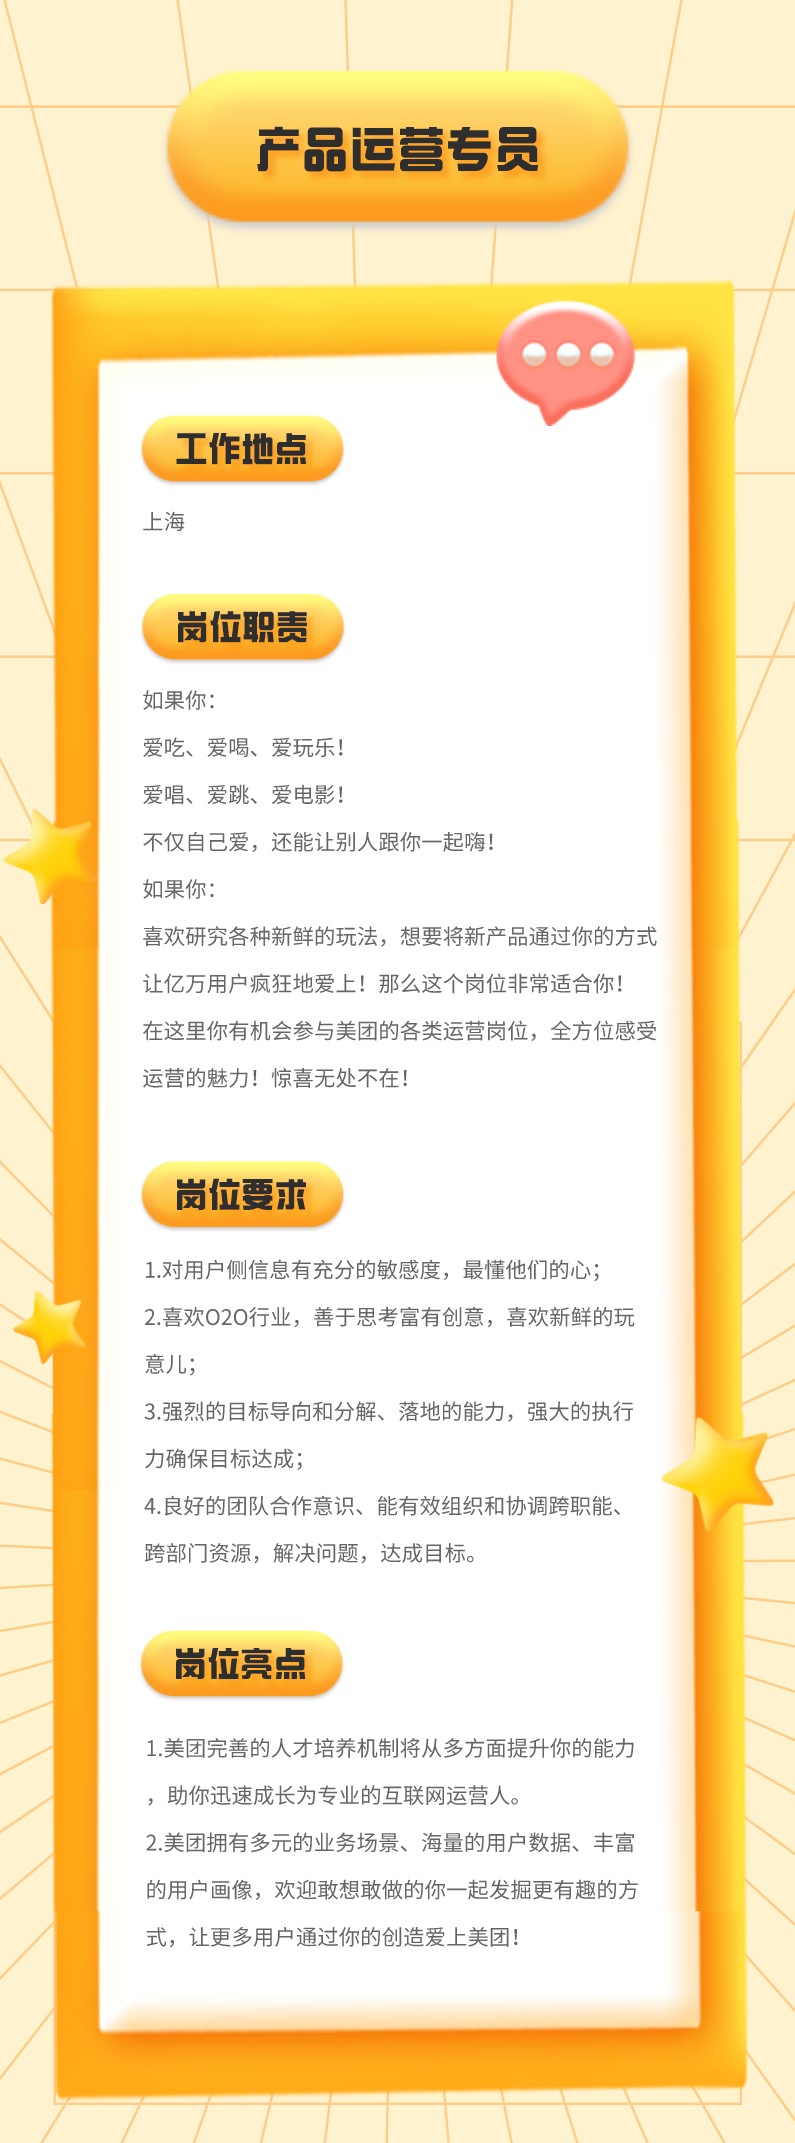 产品运营专员
工作地点
上海
岗位职责
如果你：
爱吃、爱喝、爱玩乐！
爱唱、爱跳、爱电影！
不仅自己爱，还能让别人跟你一起嗨！
如果你：
喜欢研究各种新鲜的玩法，想要将新产品通过你的方式
让亿万用户疯狂地爱上！那么这个岗位非常适合你！
在这里你有机会参与美团的各类运营岗位，全方位感受
运营的魅力！惊喜无处不在！
岗位要求
1.对用户侧信息有充分的敏感度，最懂他们的心；
2.喜欢O2O行业，善于思考富有创意，喜欢新鲜的玩
意儿；
3.强烈的目标导向和分解、落地的能力，强大的执行
力确保目标达成；
4.良好的团队合作意识、能有效组织和协调跨职能、
跨部门资源，解决问题，达成目标。
岗位亮点
1.美团完善的人才培养机制将从多方面提升你的能力
，助你迅速成长为专业的互联网运营人。
2.美团拥有多元的业务场景、海量的用户数据、丰富
的用户画像，欢迎敢想敢做的你一起发掘更有趣的方
式，让更多用户通过你的创造爱上美团！